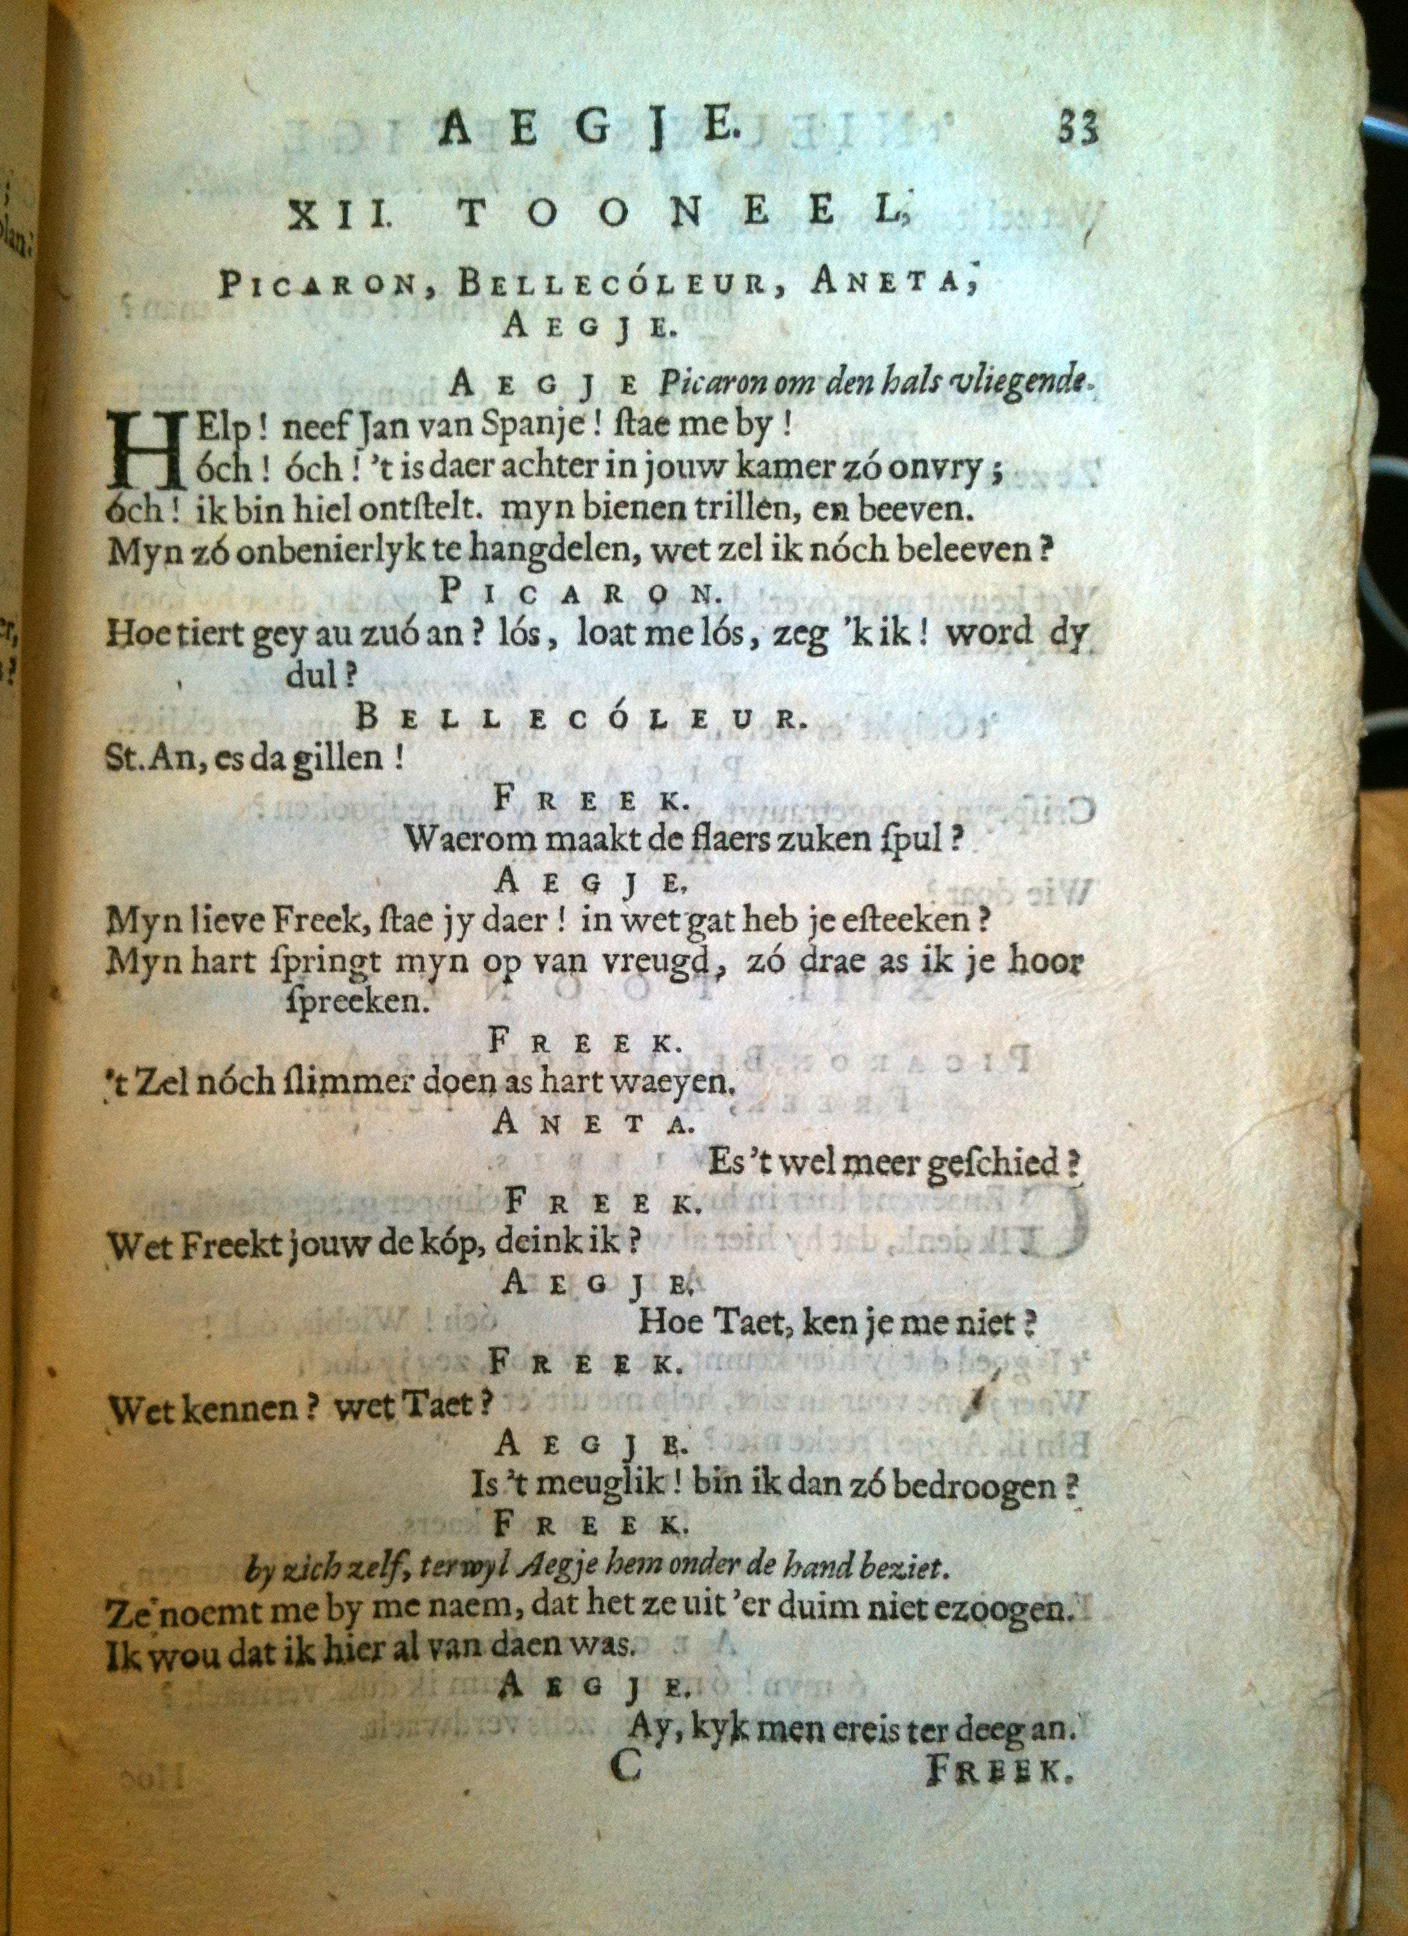 AEGJE. 33
XII. TOONEEL,
PICARON, BELLECÓLEUR, ANETA,
AEGJE.
AEGJE Picaron om den hals vliegende.
HElp! neef Jan van Spanje! ſtae me by!
óch! óch! 't is daer achter in jouw kamer zó onvry;
óch! ik bin hiel ontſtelt. myn bienen trillen, en beeven.
Myn zó onbenierlyk te hangdelen, wet zel ik nóch beleeven?
PICARON.
Hoe tiert gey au zuó an? lós, loat me lós, zeg 'k ik! word dy
dul?
BELLECÓLEUR.
St. An, es da gillen!
FREEK.
Waerom maakt de ſlaers zuken ſpul?
AEGJE.
Myn lieve Freek, ſtae jy daer! in wet gat heb je eſteeken?
Myn hart ſpringt myn op van vreugd, zó drae as ik je hoor
ſpreeken.
FREEK.
't Zel nóch ſlimmer doen as hart waeyen.
ANETA.
Es 't wel meer geſchied?
FREEK.
Wet Freekt jouw de kóp, deink ik?
AEGJE.
Hoe Taet, ken je me niet?
FREEK.
Wet kennen? wet Taet?
AEGJE.
Is 't meuglik! bin ik dan zó bedroogen?
FREEK.
by zich zelf, terwyl Aegje hem onder de hand beziet.
Ze noemt me by me naem, dat het ze uit 'er duim niet ezoogen.
Ik wou dat ik hier al van daen was.
AEGJE.
Ay, kyk men ereis ter deeg an.
C FREEK.